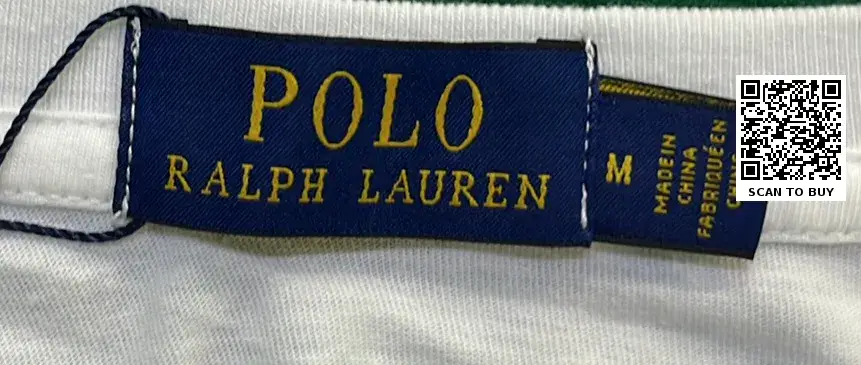 POLO
RALPH LAUREN
M
MADE IN
CHINA
FABRIQUÉ EN
SCAN TO BUY